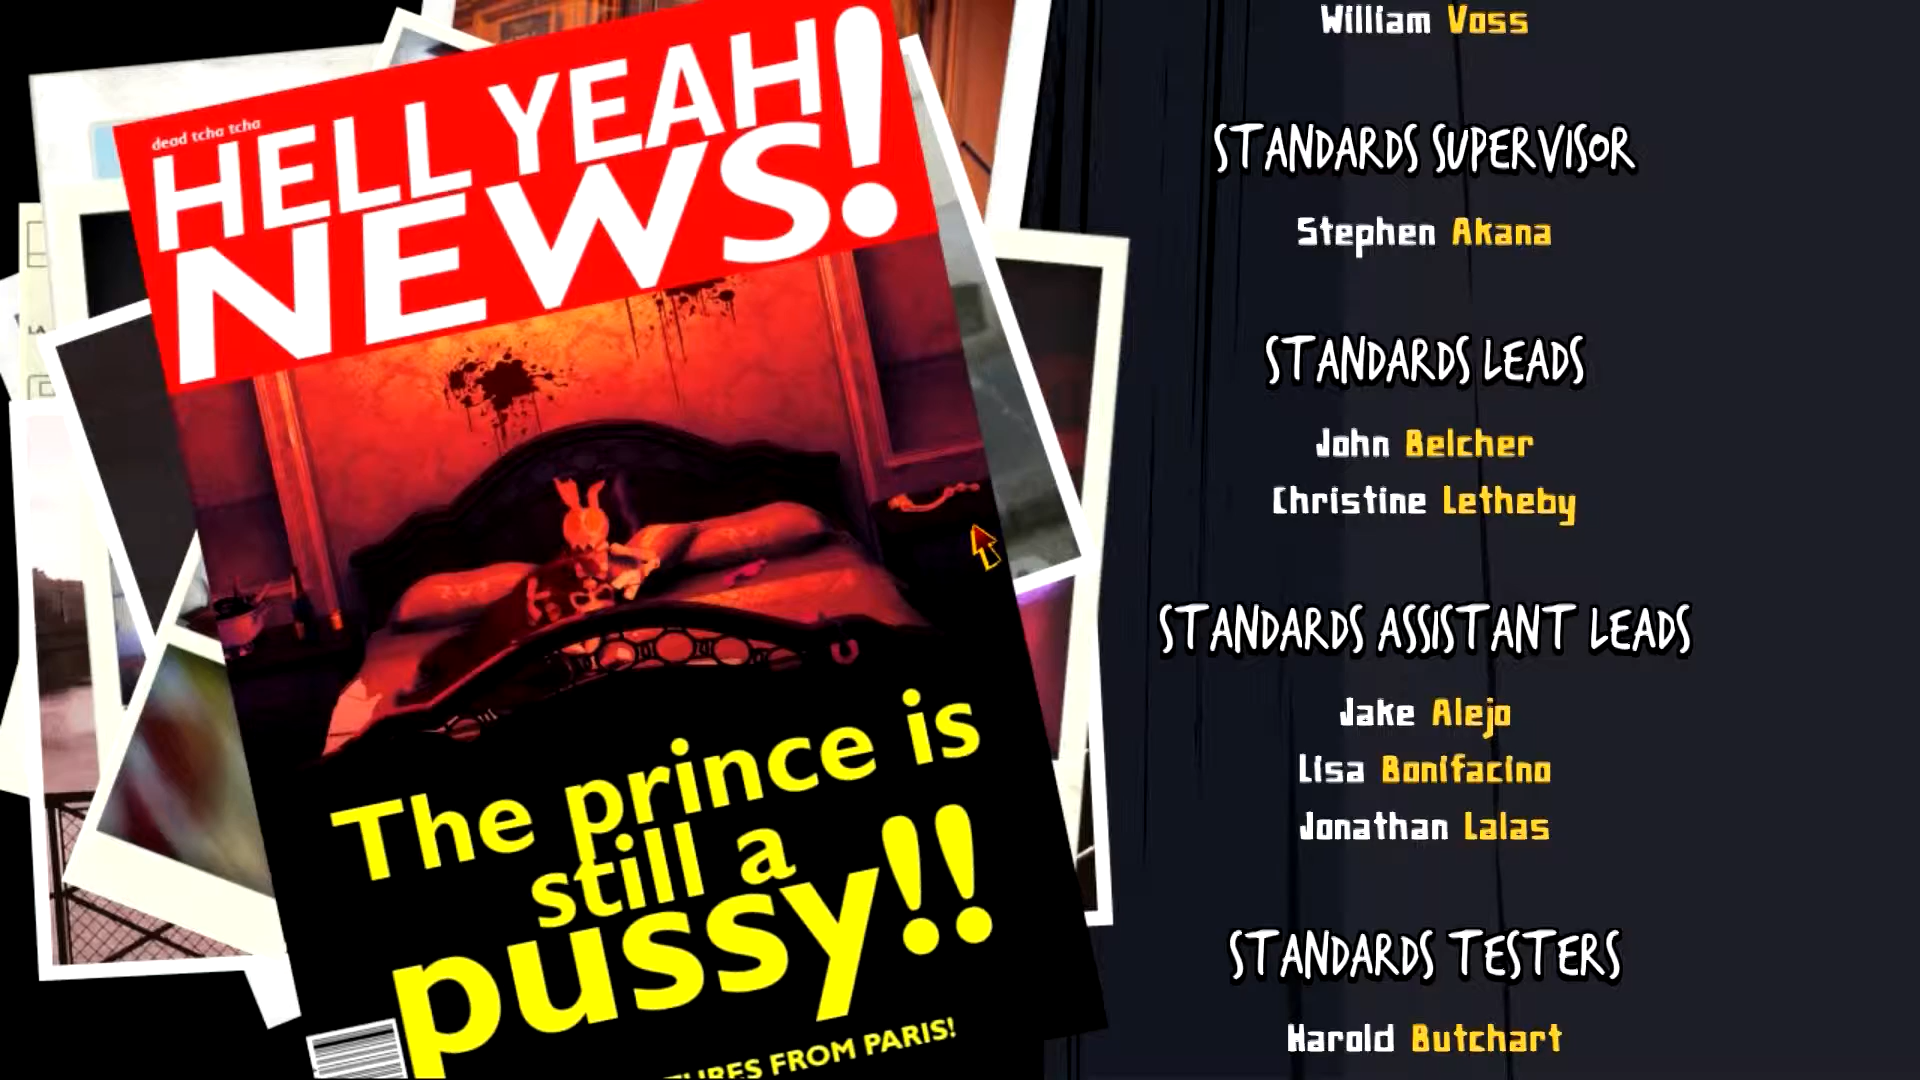 dead tcha tcha
HELL YEAH
NEWS!
The prince is
still a
pussy!!
FROM PARIS!
William Voss
STANDARDS SUPERVISOR
Stephen Akana
STANDARDS LEADS
John Belcher
Christine Letheby
STANDARDS ASSISTANT LEADS
Jake Alejo
Lisa Bonifacino
Jonathan Lalas
STANDARDS TESTERS
Harold Butchart